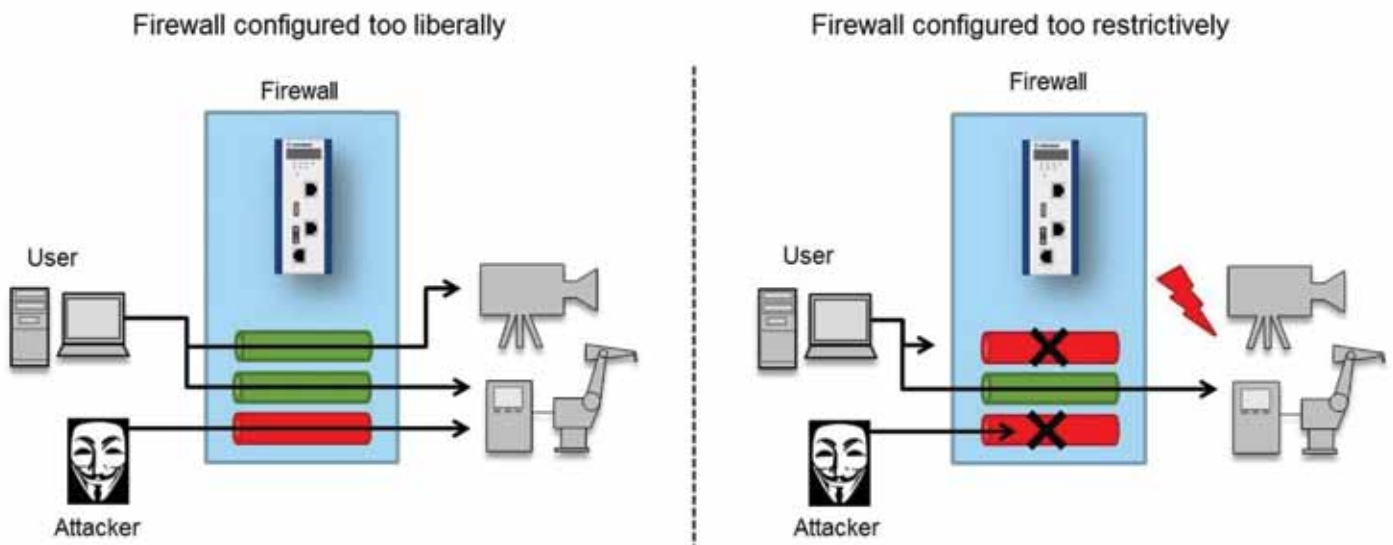 Firewall configured too liberally
Firewall
User
Attacker
Firewall configured too restrictively
Firewall
User
Attacker